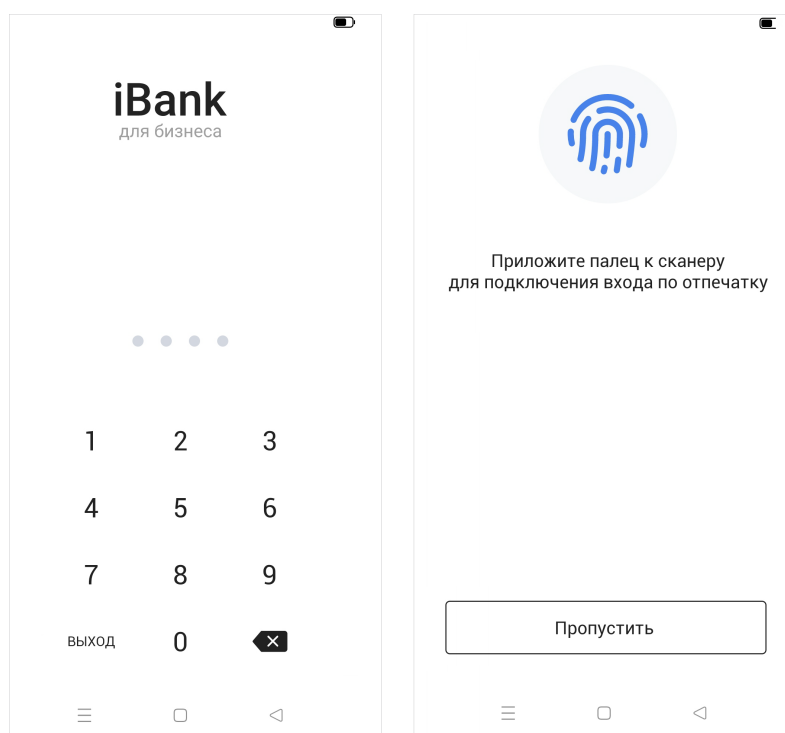 iBank
для бизнеса
1 2 3
4 5 6
7 8 9
ВЫХОД 0
Приложите палец к сканеру
для подключения входа по отпечатку
Пропустить